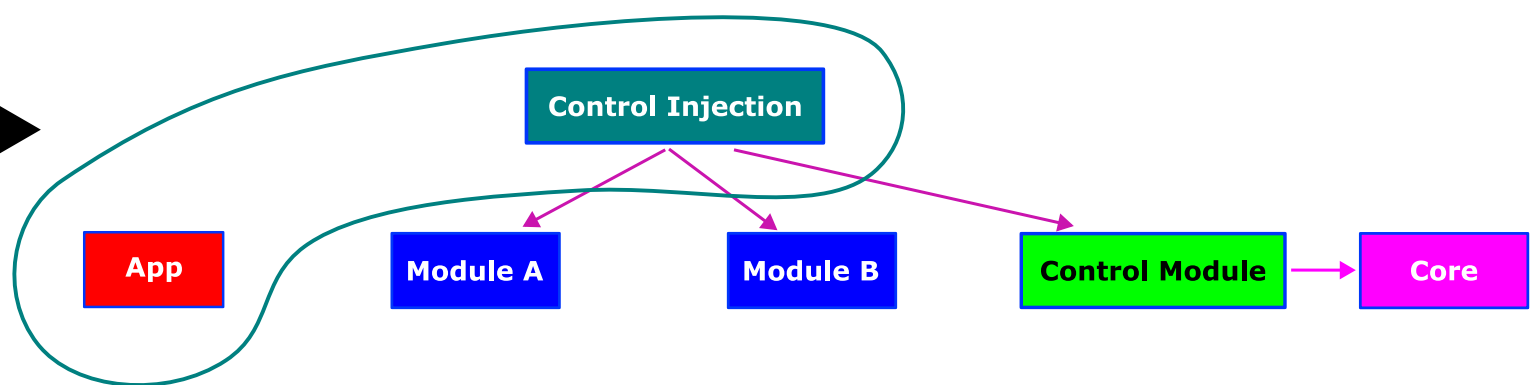 Control Injection
App
Module A
Module B
Control Module
Core